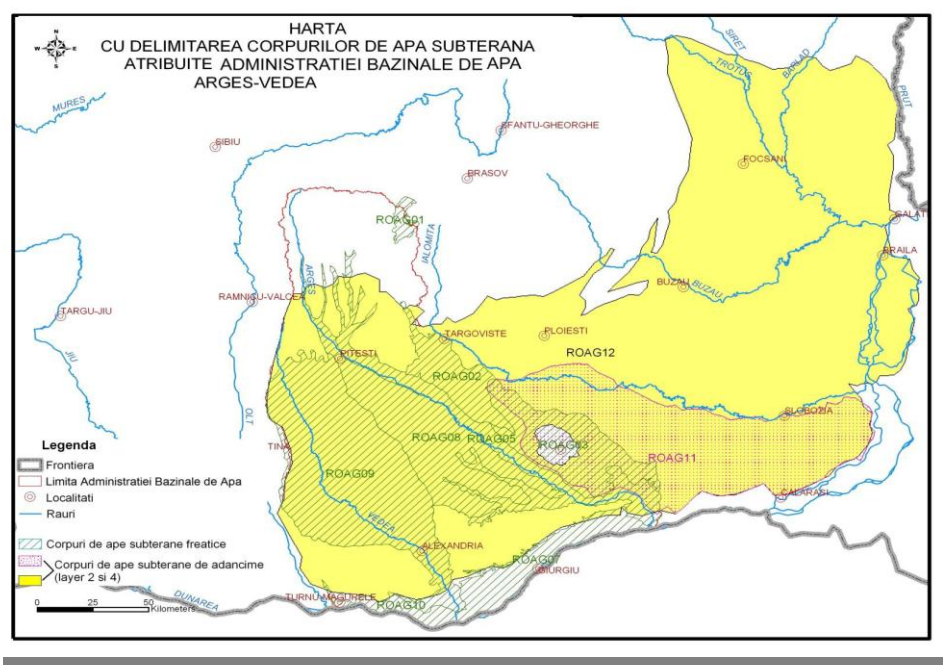 HARTA
CU DELIMITAREA CORPURILOR DE APA SUBTERANA
ATRIBUITE ADMINISTRATIEI BAZINALE DE APA
ARGES-VEDEA
N
W E
S
MURES
SIBIU
SFANTU-GHEORGHE
BRASOV
SIRET
TROTUS
BARLAD
PRUT
FOCSANI
GALAT
BRAILA
ROAG01
IALOMITA
ARGES
RAMNICU-VALCEA
BUZAU
BUZAU
TARGU-JIU
JIU
OLT
PITESTI
TARGOVISTE
PLOIESTI
ROAG12
ROAG02
SLOBOZIA
ROAG08
ROAG05
ROAG03
ROAG11
TINA
ROAG09
CALARASI
VEDEA
ALEXANDRIA
ROAG07
GIURGIU
TURNU-MAGURELE
ROAG10
DUNAREA
Legenda
Frontiera
Limita Administratiei Bazinale de Apa
Localitati
Rauri
Corpuri de ape subterane freatice
Corpuri de ape subterane de adancime
(layer 2 si 4)
0 25 50
Kilometers